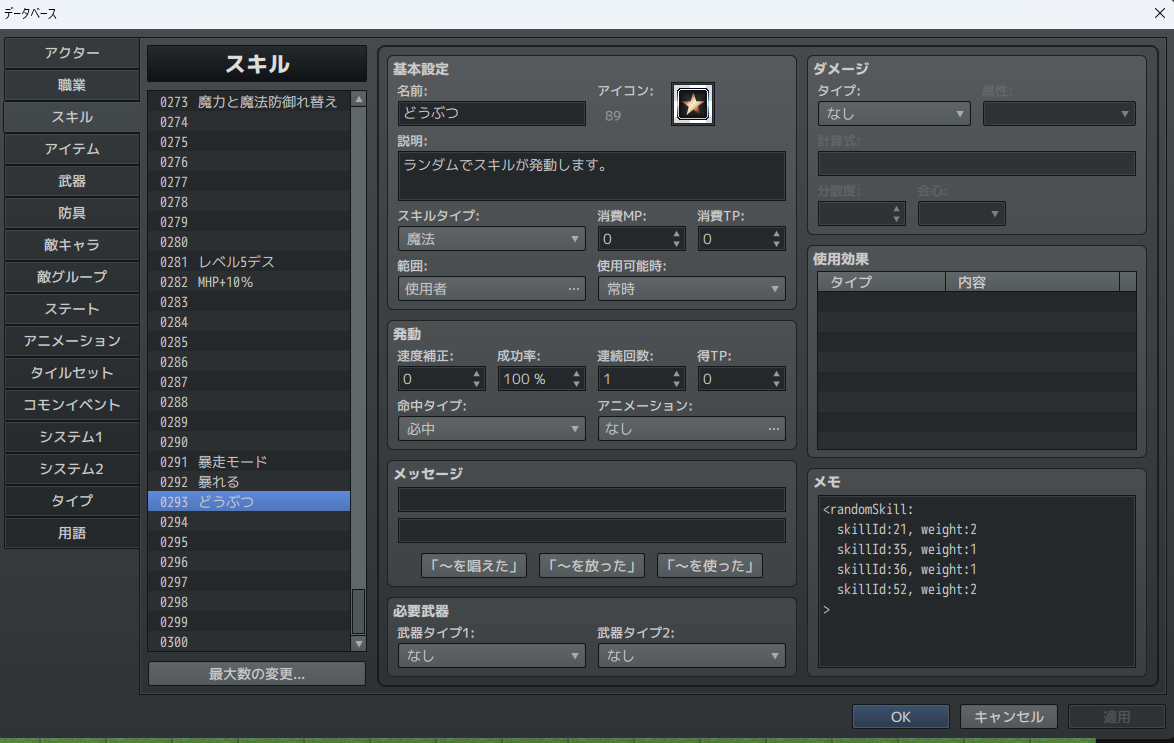 データベース
アクター
職業
スキル
アイテム
武器
防具
敵キャラ
敵グループ
ステート
アニメーション
タイルセット
コモンイベント
システム1
システム2
タイプ
用語
スキル
0273 魔力と魔法防御れ替え
0274
0275
0276
0277
0278
0279
0280
0281 レベル5デス
0282 MHP+10%
0283
0284
0285
0286
0287
0288
0289
0290
0291 暴走モード
0292 暴れる
0293 どうぶつ
0294
0295
0296
0297
0298
0299
0300
最大数の変更...
基本設定
名前:
アイコン:
どうぶつ
89
説明:
ランダムでスキルが発動します。
スキルタイプ:
消費MP:
消費TP:
魔法
0
0
範囲:
使用可能時:
使用者
...
常時
発動
速度補正:
成功率:
連続回数:
得TP:
0
100 %
1
0
命中タイプ:
アニメーション:
必中
なし
...
メッセージ
「～を唱えた」
「～を放った」
「～を使った」
必要武器
武器タイプ1:
武器タイプ2:
なし
なし
ダメージ
タイプ:
属性:
なし
計算式:
分散度:
会心:
使用効果
タイプ
内容
メモ
<randomSkill:
skillId:21, weight:2
skillId:35, weight:1
skillId:36, weight:1
skillId:52, weight:2
>
OK
キャンセル
適用